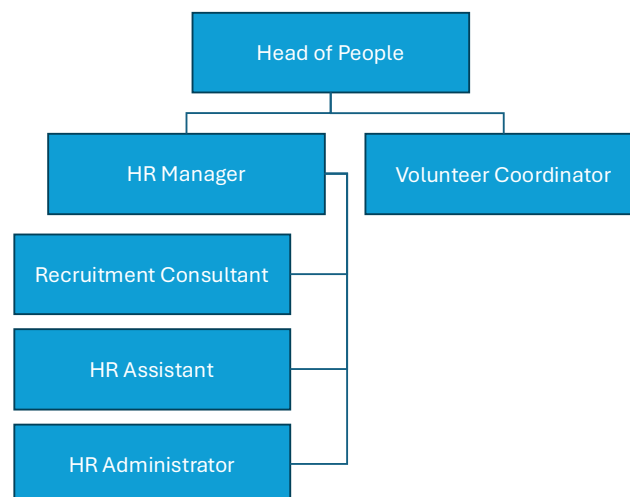 Head of People
HR Manager
Volunteer Coordinator
Recruitment Consultant
HR Assistant
HR Administrator